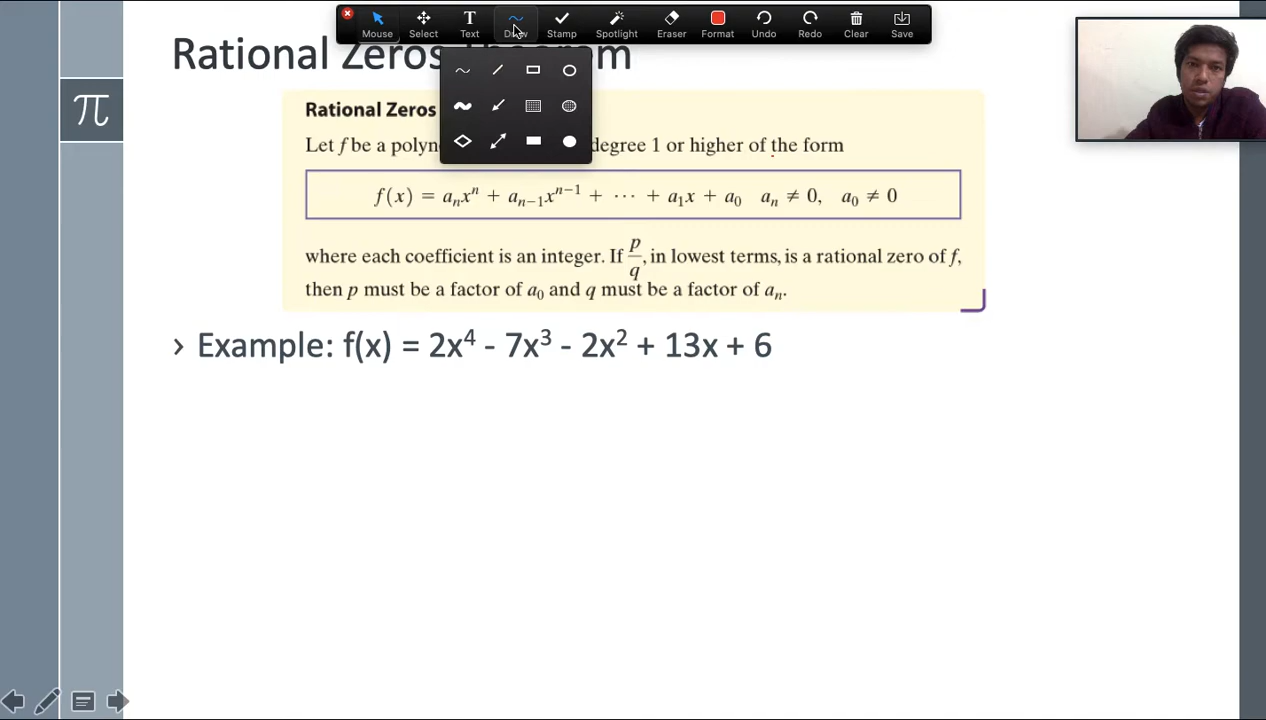 Mouse Select Text Draw Stamp Spotlight Eraser Format Undo Redo Clear Save
Rational Zeros Theorem
π
Rational Zeros
Let f be a polyn degree 1 or higher of the form
f(x) = aₙxⁿ + aₙ₋₁xⁿ⁻¹ + ⋯ + a₁x + a₀ aₙ ≠ 0, a₀ ≠ 0
where each coefficient is an integer. If p/q, in lowest terms, is a rational zero of f,
then p must be a factor of a₀ and q must be a factor of aₙ.
› Example: f(x) = 2x⁴ - 7x³ - 2x² + 13x + 6